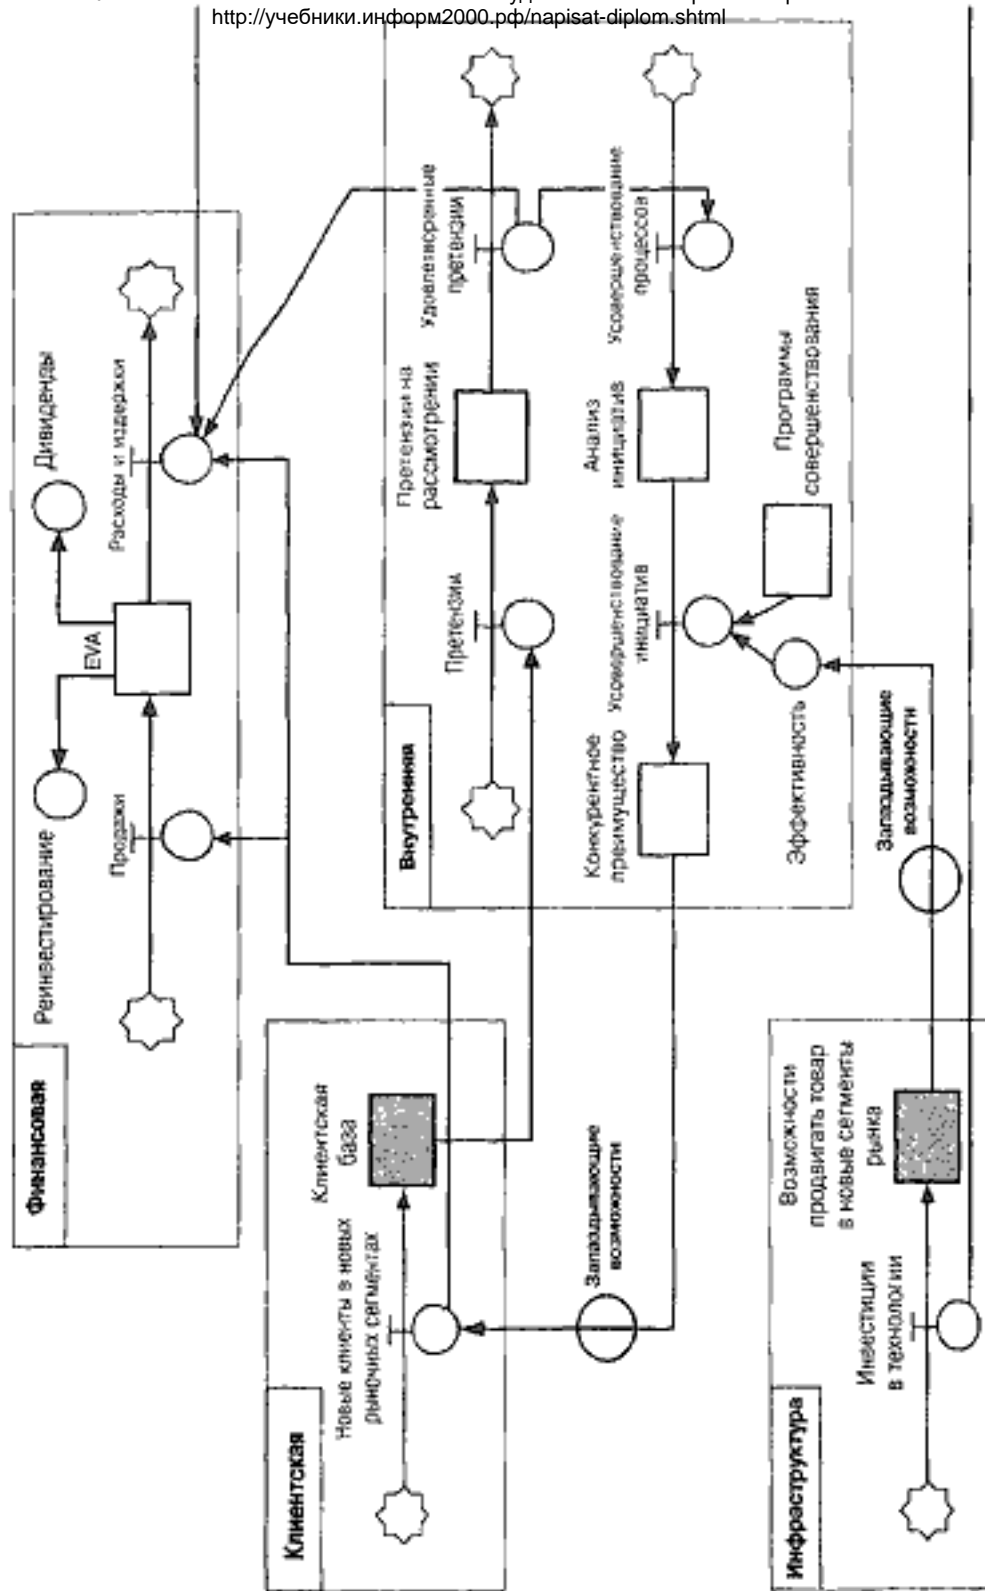 http://учебники.информ2000.рф/napisat-diplom.shtml
Финансовая
Реинвестирование
Дивиденды
EVA
Продажи
Расходы и издержки
Клиентская
Новые клиенты в новых
рыночных сегментах
Клиентская
база
Запаздывающие
возможности
Внутренняя
Претензии
Претензии на
рассмотрении
Удовлетворенные
претензии
Конкурентное
преимущество
Усовершенствование
инициатив
Анализ
инициатив
Усовершенствование
процессов
Эффективность
Программы
совершенствования
Запаздывающие
возможности
Инфраструктура
Инвестиции
в технологии
Возможности
продвигать товар
в новые сегменты
рынка